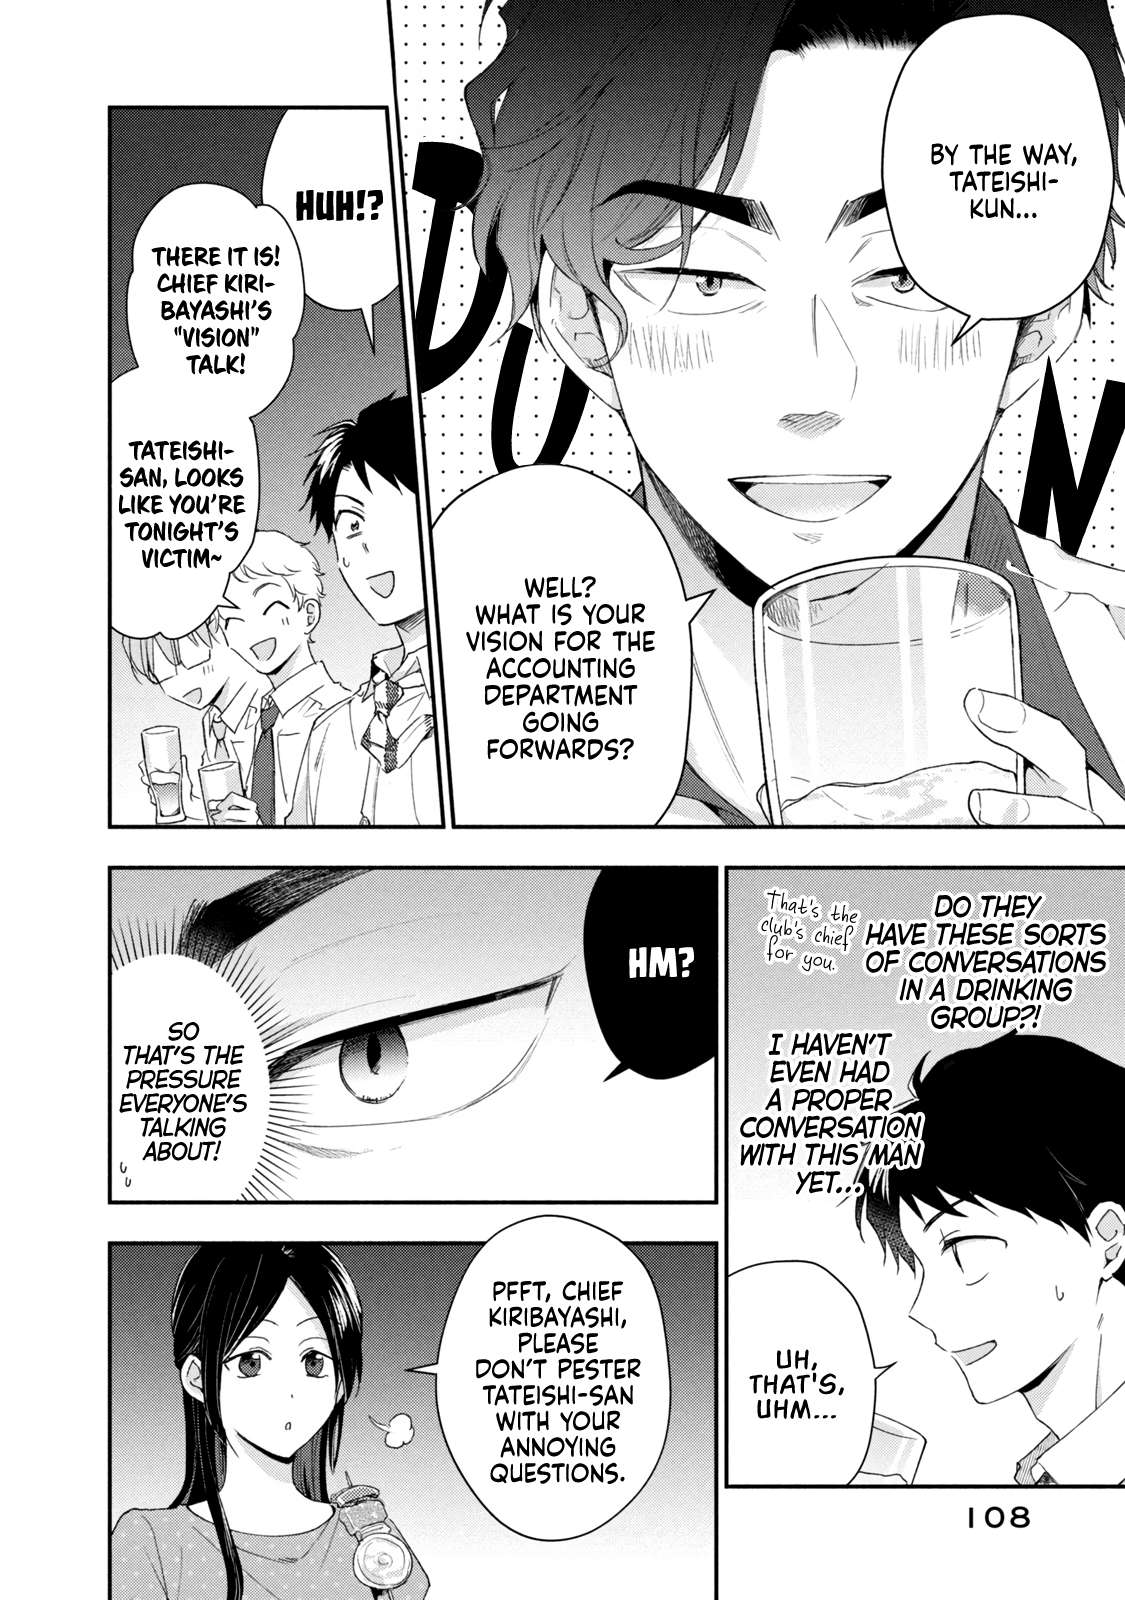 BY THE WAY,
TATEISHI-
KUN...
DUUN
WELL?
WHAT IS YOUR
VISION FOR THE
ACCOUNTING
DEPARTMENT
GOING
FORWARDS?
HUH!?
THERE IT IS!
CHIEF KIRI-
BAYASHI'S
"VISION"
TALK!
TATEISHI-
SAN, LOOKS
LIKE YOU'RE
TONIGHT'S
VICTIM~
DO THEY
HAVE THESE SORTS
OF CONVERSATIONS
IN A DRINKING
GROUP?!
That's the
club's chief
for you.
I HAVEN'T
EVEN HAD
A PROPER
CONVERSATION
WITH THIS MAN
YET...
UH,
THAT'S,
UHM...
HM?
SO
THAT'S THE
PRESSURE
EVERYONE'S
TALKING
ABOUT!
PFFT, CHIEF
KIRIBAYASHI,
PLEASE
DON'T PESTER
TATEISHI-SAN
WITH YOUR
ANNOYING
QUESTIONS.
108